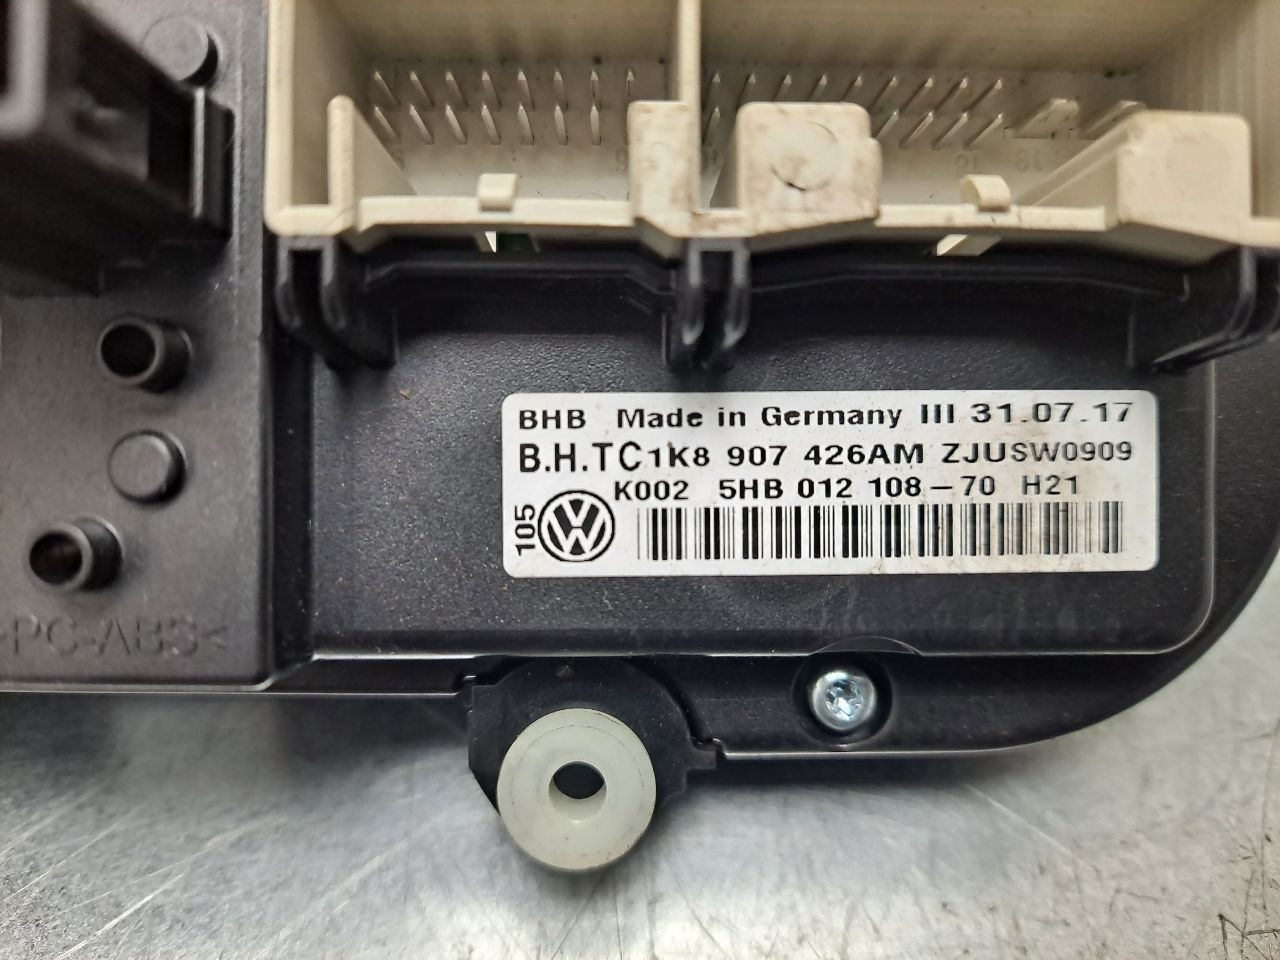 BHB Made in Germany III 31.07.17
B.H.TC 1K8 907 426AM ZJUSW0909
K002 5HB 012 108-70 H21
105
>PC-ABS<